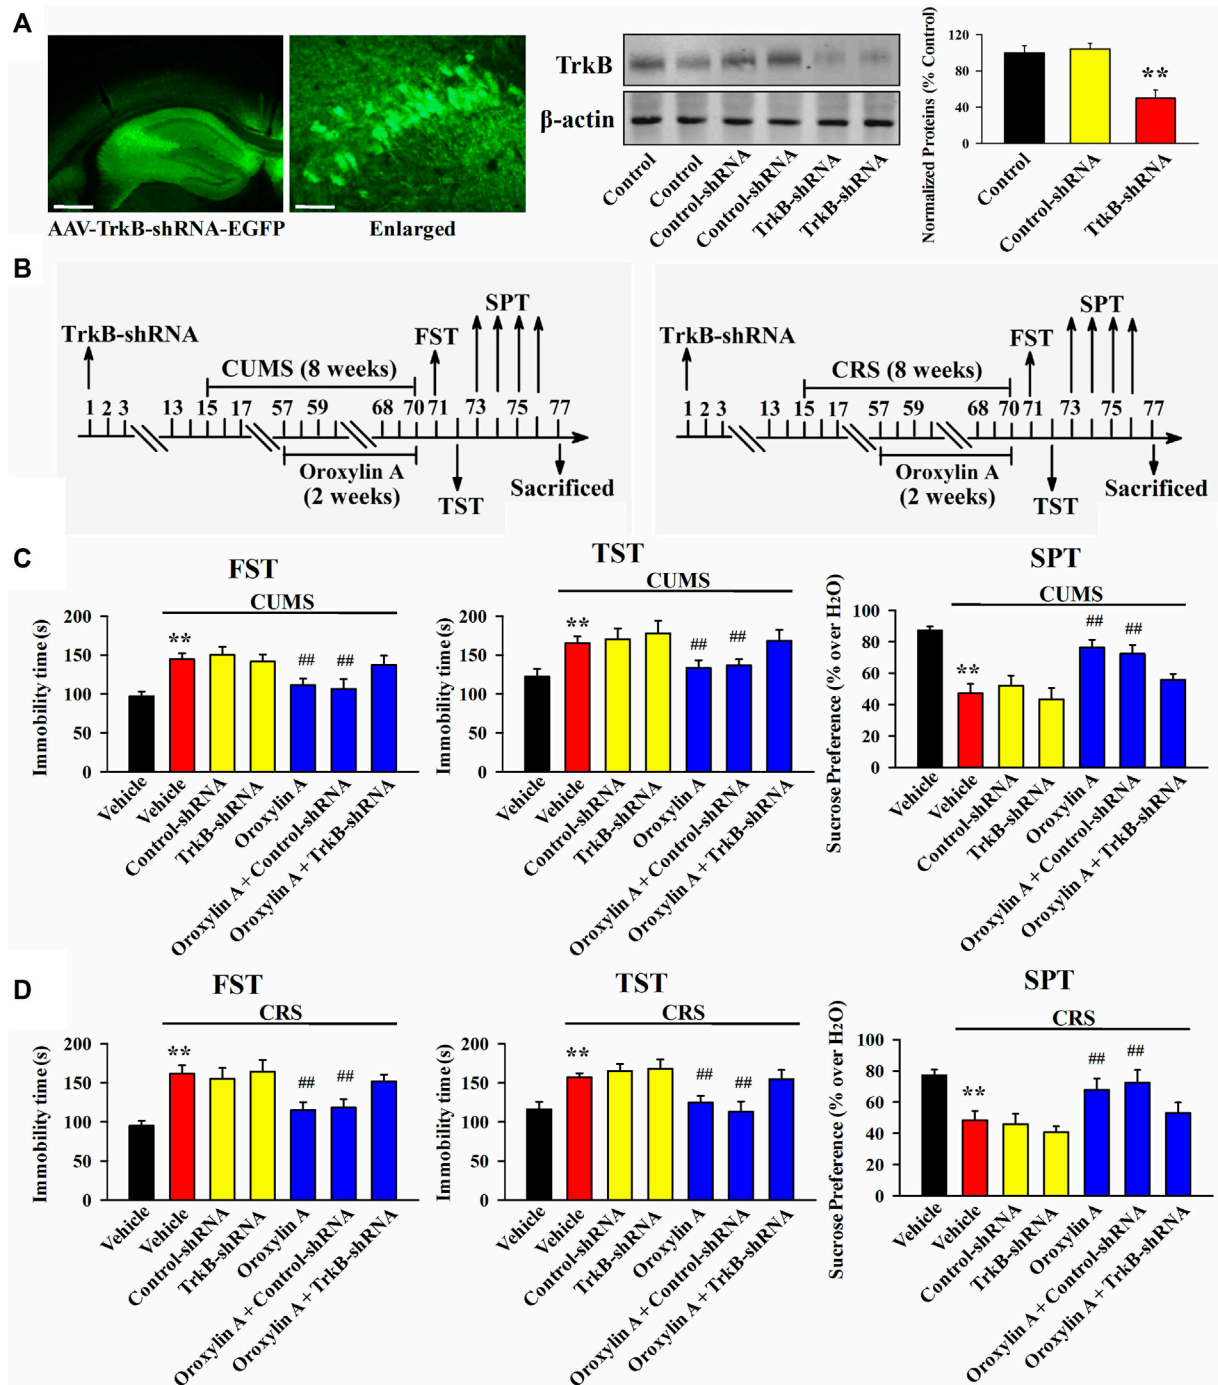 A
AAV-TrkB-shRNA-EGFP
Enlarged
TrkB
β-actin
Control
Control
Control-shRNA
Control-shRNA
TrkB-shRNA
TrkB-shRNA
Normalized Proteins (% Control)
120
80
40
0
**
Control
Control-shRNA
TtkB-shRNA
B
TrkB-shRNA
CUMS (8 weeks)
FST
SPT
1 2 3 13 15 17 57 59 68 70 71 73 75 77
Oroxylin A
(2 weeks)
TST
Sacrificed
TrkB-shRNA
CRS (8 weeks)
FST
SPT
1 2 3 13 15 17 57 59 68 70 71 73 75 77
Oroxylin A
(2 weeks)
TST
Sacrificed
C
FST
CUMS
Immobility time (s)
200
150
100
50
0
** ## ##
Vehicle
Vehicle
Control-shRNA
TrkB-shRNA
Oroxylin A
Oroxylin A + Control-shRNA
Oroxylin A + TrkB-shRNA
TST
CUMS
Immobility time (s)
200
150
100
50
0
** ## ##
Vehicle
Vehicle
Control-shRNA
TrkB-shRNA
Oroxylin A
Oroxylin A + Control-shRNA
Oroxylin A + TrkB-shRNA
SPT
CUMS
Sucrose Preference (% over H2O)
100
80
60
40
20
0
** ## ##
Vehicle
Vehicle
Control-shRNA
TrkB-shRNA
Oroxylin A
Oroxylin A + Control-shRNA
Oroxylin A + TrkB-shRNA
D
FST
CRS
Immobility time (s)
200
150
100
50
0
** ## ##
Vehicle
Vehicle
Control-shRNA
TrkB-shRNA
Oroxylin A
Oroxylin A + Control-shRNA
Oroxylin A + TrkB-shRNA
TST
CRS
Immobility time (s)
200
150
100
50
0
** ## ##
Vehicle
Vehicle
Control-shRNA
TrkB-shRNA
Oroxylin A
Oroxylin A + Control-shRNA
Oroxylin A + TrkB-shRNA
SPT
CRS
Sucrose Preference (% over H2O)
100
80
60
40
20
0
** ## ##
Vehicle
Vehicle
Control-shRNA
TrkB-shRNA
Oroxylin A
Oroxylin A + Control-shRNA
Oroxylin A + TrkB-shRNA